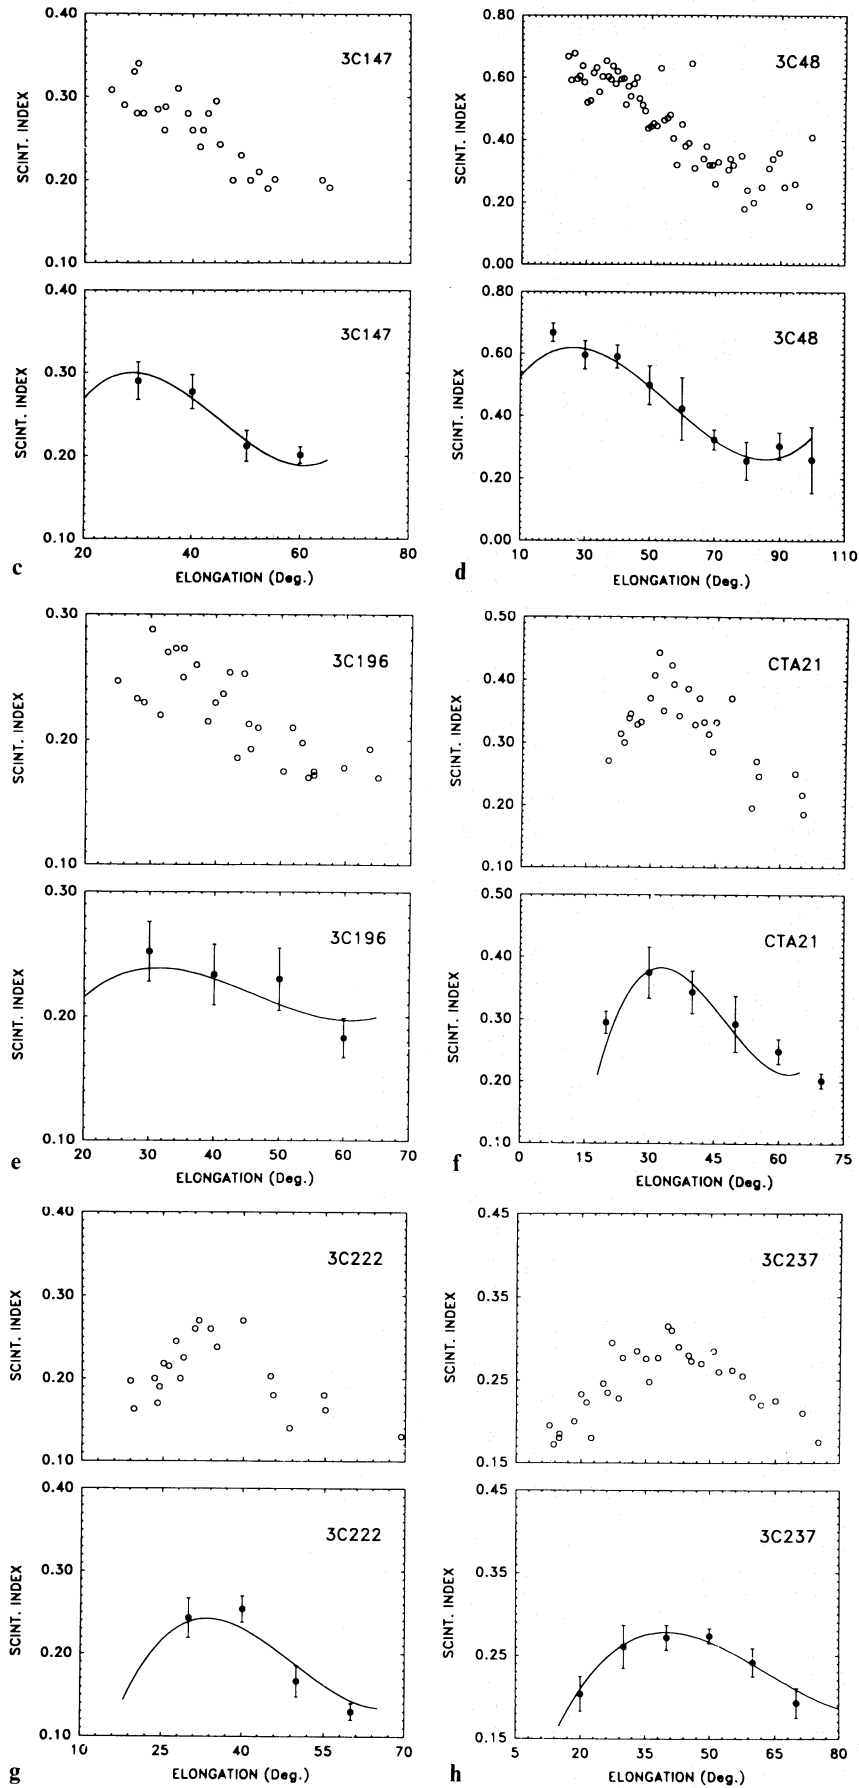 0.40
0.30
0.20
0.10
SCINT. INDEX
3C147
0.40
0.30
0.20
0.10
SCINT. INDEX
3C147
20 40 60 80
ELONGATION (Deg.)
c
0.80
0.60
0.40
0.20
0.00
SCINT. INDEX
3C48
0.80
0.60
0.40
0.20
0.00
SCINT. INDEX
3C48
10 30 50 70 90 110
ELONGATION (Deg.)
d
0.30
0.20
0.10
SCINT. INDEX
3C196
0.30
0.20
0.10
SCINT. INDEX
3C196
20 30 40 50 60 70
ELONGATION (Deg.)
e
0.50
0.40
0.30
0.20
0.10
SCINT. INDEX
CTA21
0.50
0.40
0.30
0.20
0.10
SCINT. INDEX
CTA21
0 15 30 45 60 75
ELONGATION (Deg.)
f
0.40
0.30
0.20
0.10
SCINT. INDEX
3C222
0.40
0.30
0.20
0.10
SCINT. INDEX
3C222
10 25 40 55 70
ELONGATION (Deg.)
g
0.45
0.35
0.25
0.15
SCINT. INDEX
3C237
0.45
0.35
0.25
0.15
SCINT. INDEX
3C237
5 20 35 50 65 80
ELONGATION (Deg.)
h